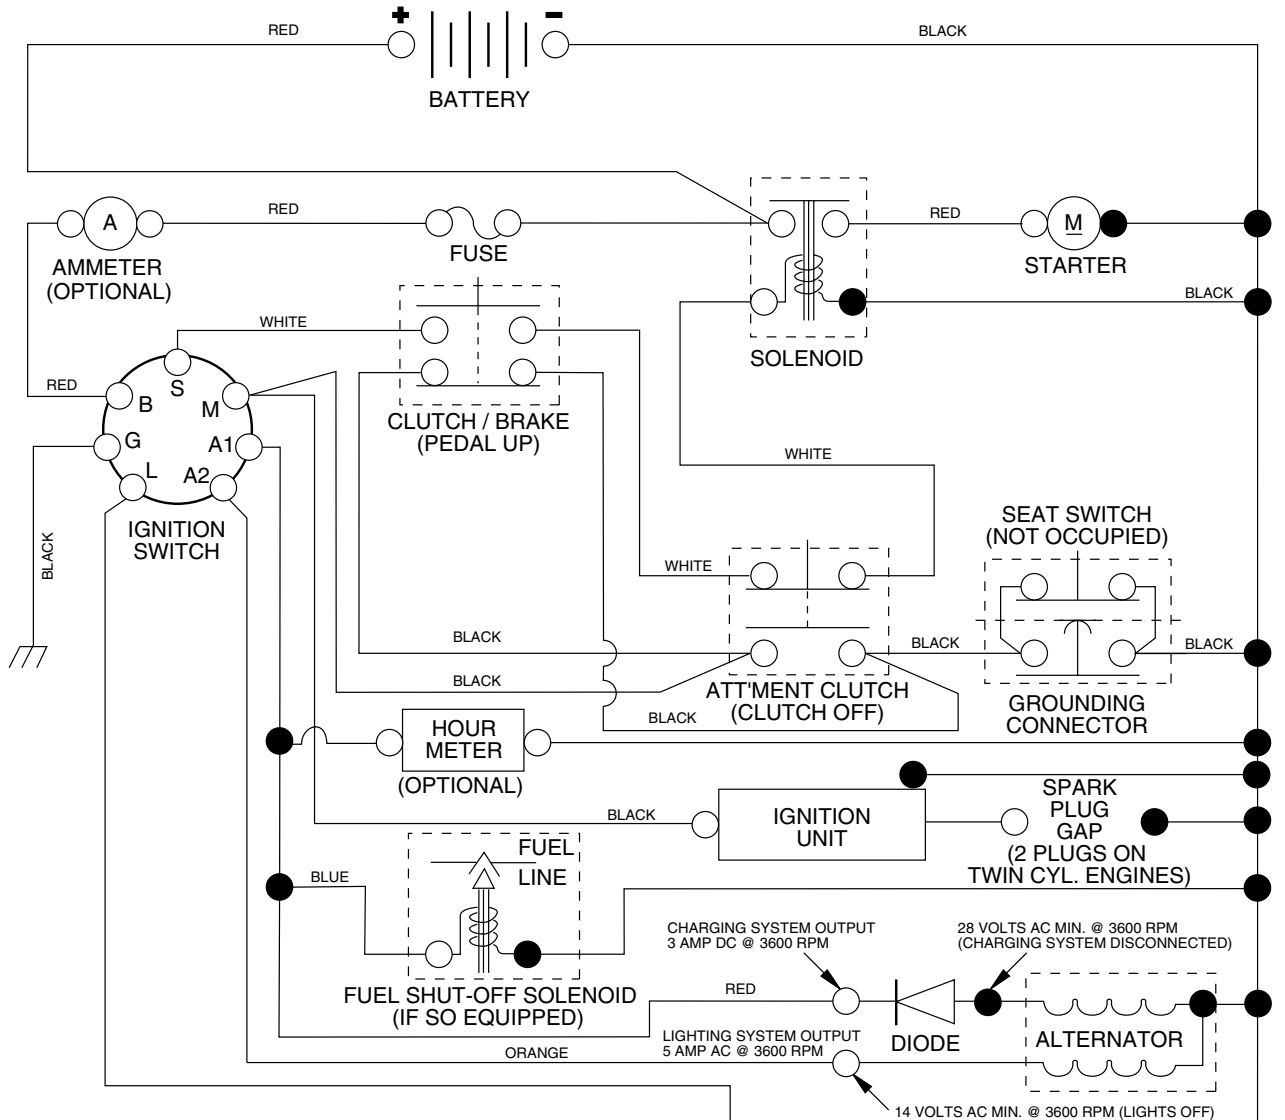 + −
RED
BLACK
BATTERY
A
RED
RED
M
FUSE
AMMETER
(OPTIONAL)
STARTER
BLACK
WHITE
SOLENOID
RED
S
B
M
CLUTCH / BRAKE
(PEDAL UP)
G
A1
L
A2
WHITE
IGNITION
SWITCH
SEAT SWITCH
(NOT OCCUPIED)
BLACK
WHITE
BLACK
BLACK
BLACK
BLACK
ATT'MENT CLUTCH
(CLUTCH OFF)
GROUNDING
CONNECTOR
BLACK
HOUR
METER
(OPTIONAL)
SPARK
PLUG
GAP
(2 PLUGS ON
TWIN CYL. ENGINES)
BLACK
IGNITION
UNIT
FUEL
LINE
BLUE
CHARGING SYSTEM OUTPUT
3 AMP DC @ 3600 RPM
28 VOLTS AC MIN. @ 3600 RPM
(CHARGING SYSTEM DISCONNECTED)
FUEL SHUT-OFF SOLENOID
(IF SO EQUIPPED)
RED
LIGHTING SYSTEM OUTPUT
5 AMP AC @ 3600 RPM
DIODE
ALTERNATOR
ORANGE
14 VOLTS AC MIN. @ 3600 RPM (LIGHTS OFF)